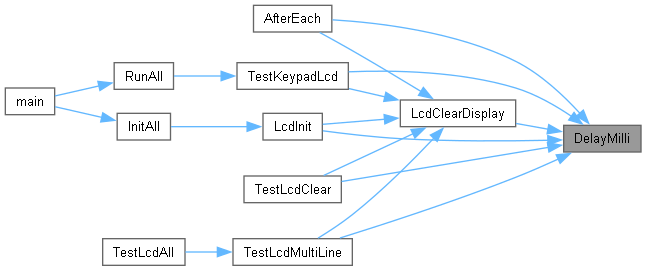 AfterEach
RunAll
TestKeypadLcd
main
LcdClearDisplay
InitAll
LcdInit
DelayMilli
TestLcdClear
TestLcdAll
TestLcdMultiLine